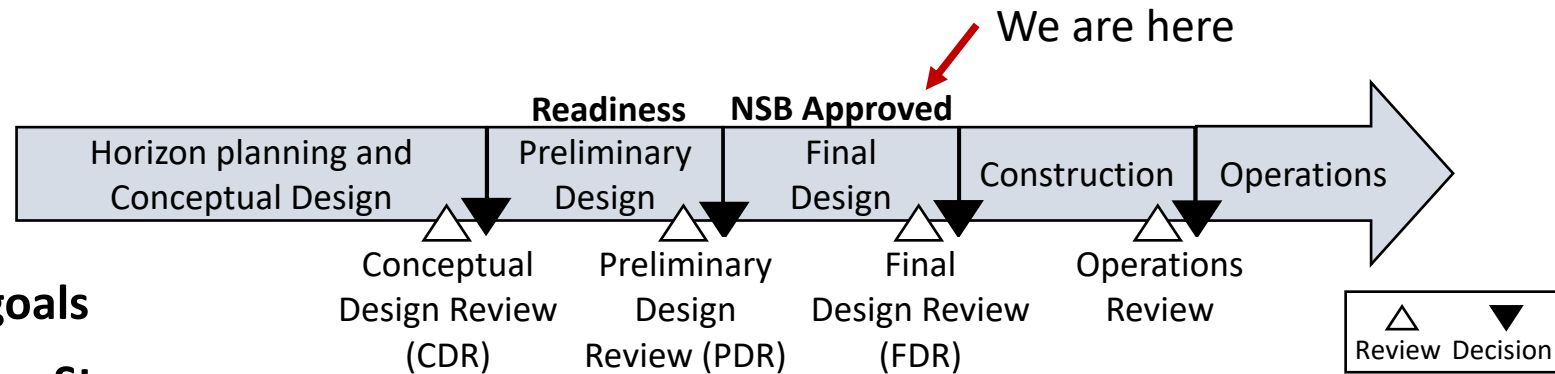 We are here
Readiness
NSB Approved
Horizon planning and
Conceptual Design
Preliminary
Design
Final
Design
Construction
Operations
Conceptual
Design Review
(CDR)
Preliminary
Design
Review (PDR)
Final
Design Review
(FDR)
Operations
Review
goals
Review Decision